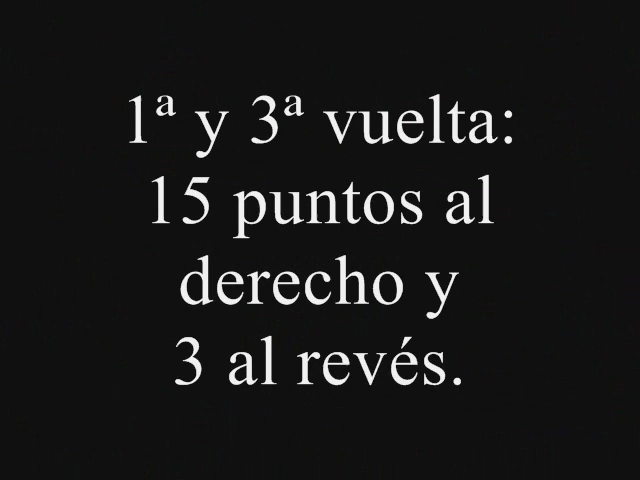 1ª y 3ª vuelta:
15 puntos al
derecho y
3 al revés.